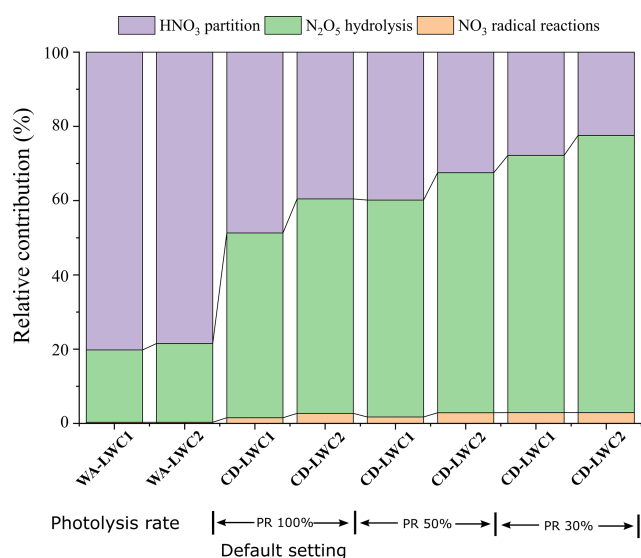 HNO₃ partition N₂O₅ hydrolysis NO₃ radical reactions
Relative contribution (%)
100
80
60
40
20
0
WA-LWC1 WA-LWC2 CD-LWC1 CD-LWC2 CD-LWC1 CD-LWC2 CD-LWC1 CD-LWC2
Photolysis rate PR 100% PR 50% PR 30%
Default setting